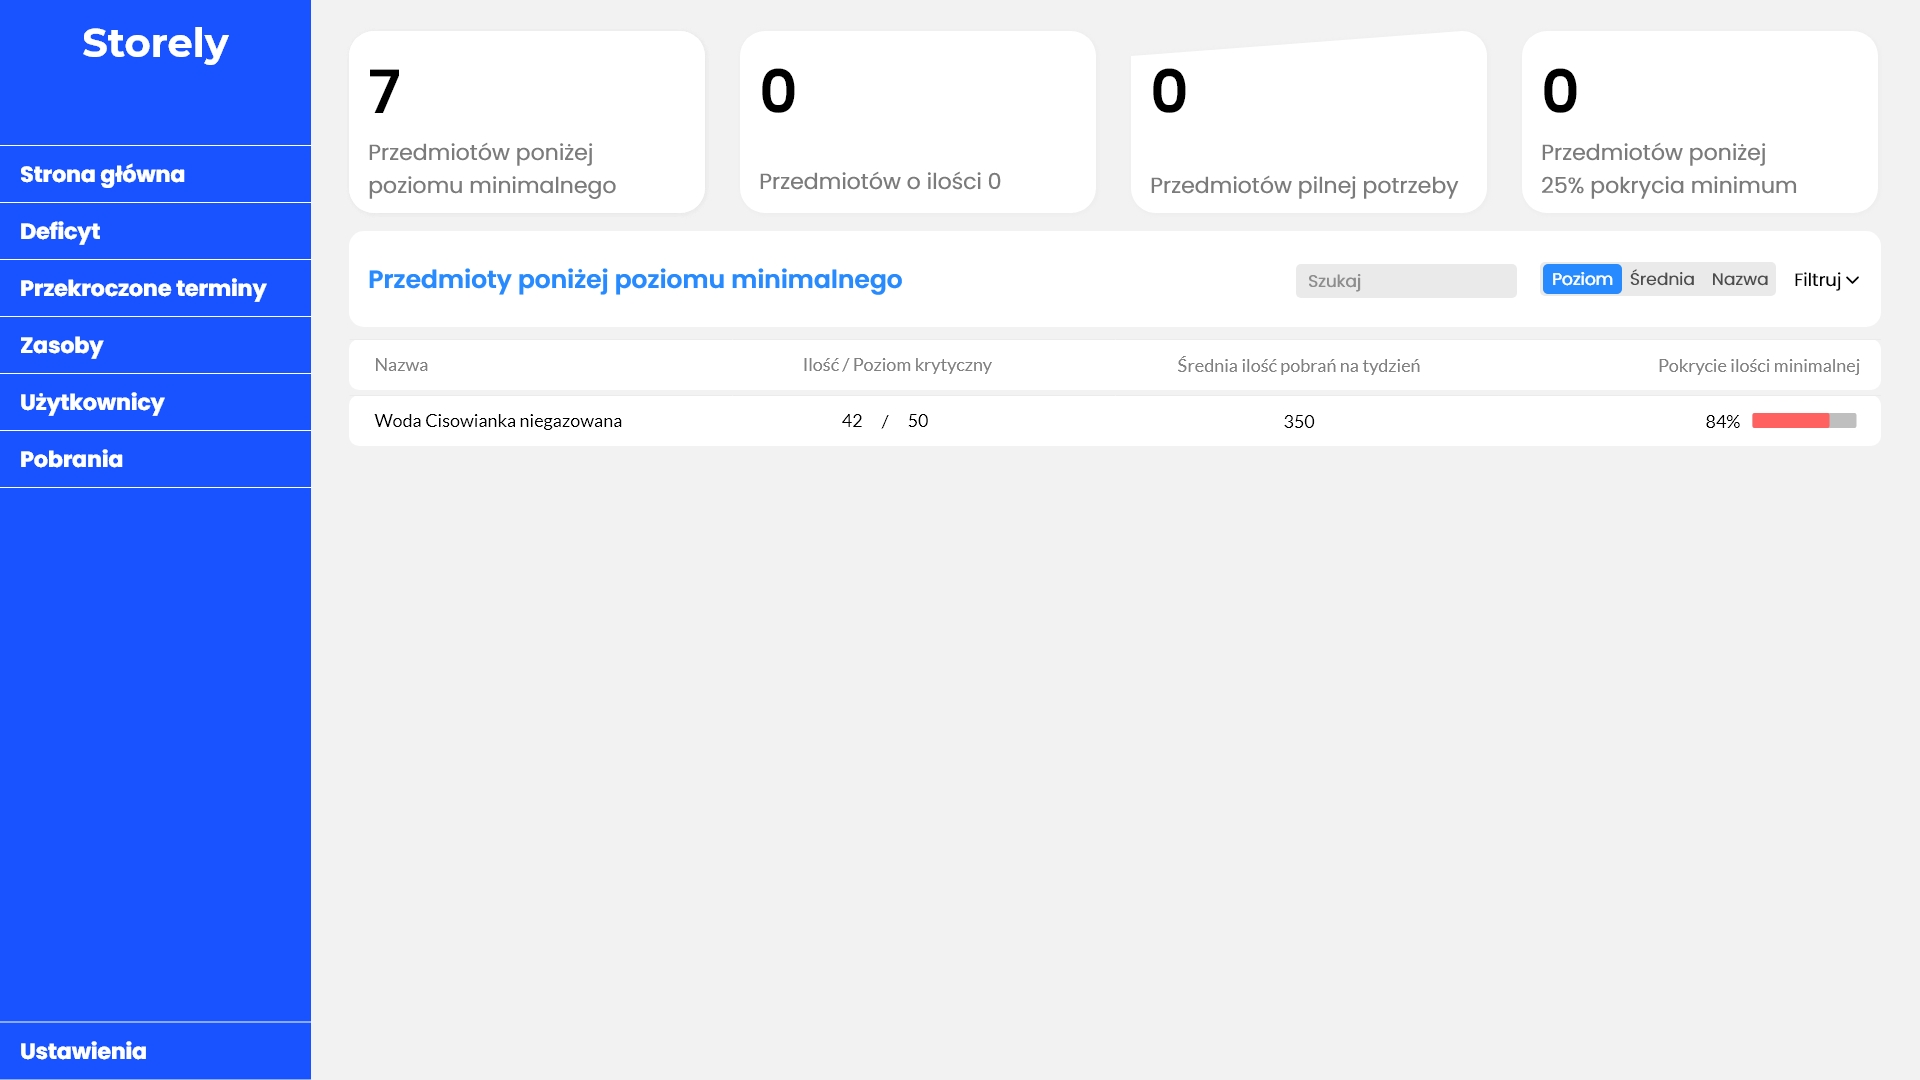 Storely
Strona główna
Deficyt
Przekroczone terminy
Zasoby
Użytkownicy
Pobrania
Ustawienia
7
Przedmiotów poniżej
poziomu minimalnego
0
Przedmiotów o ilości 0
0
Przedmiotów pilnej potrzeby
0
Przedmiotów poniżej
25% pokrycia minimum
Przedmioty poniżej poziomu minimalnego
Szukaj
Poziom Średnia Nazwa Filtruj
Nazwa Ilość / Poziom krytyczny Średnia ilość pobrań na tydzień Pokrycie ilości minimalnej
Woda Cisowianka niegazowana 42 / 50 350 84%